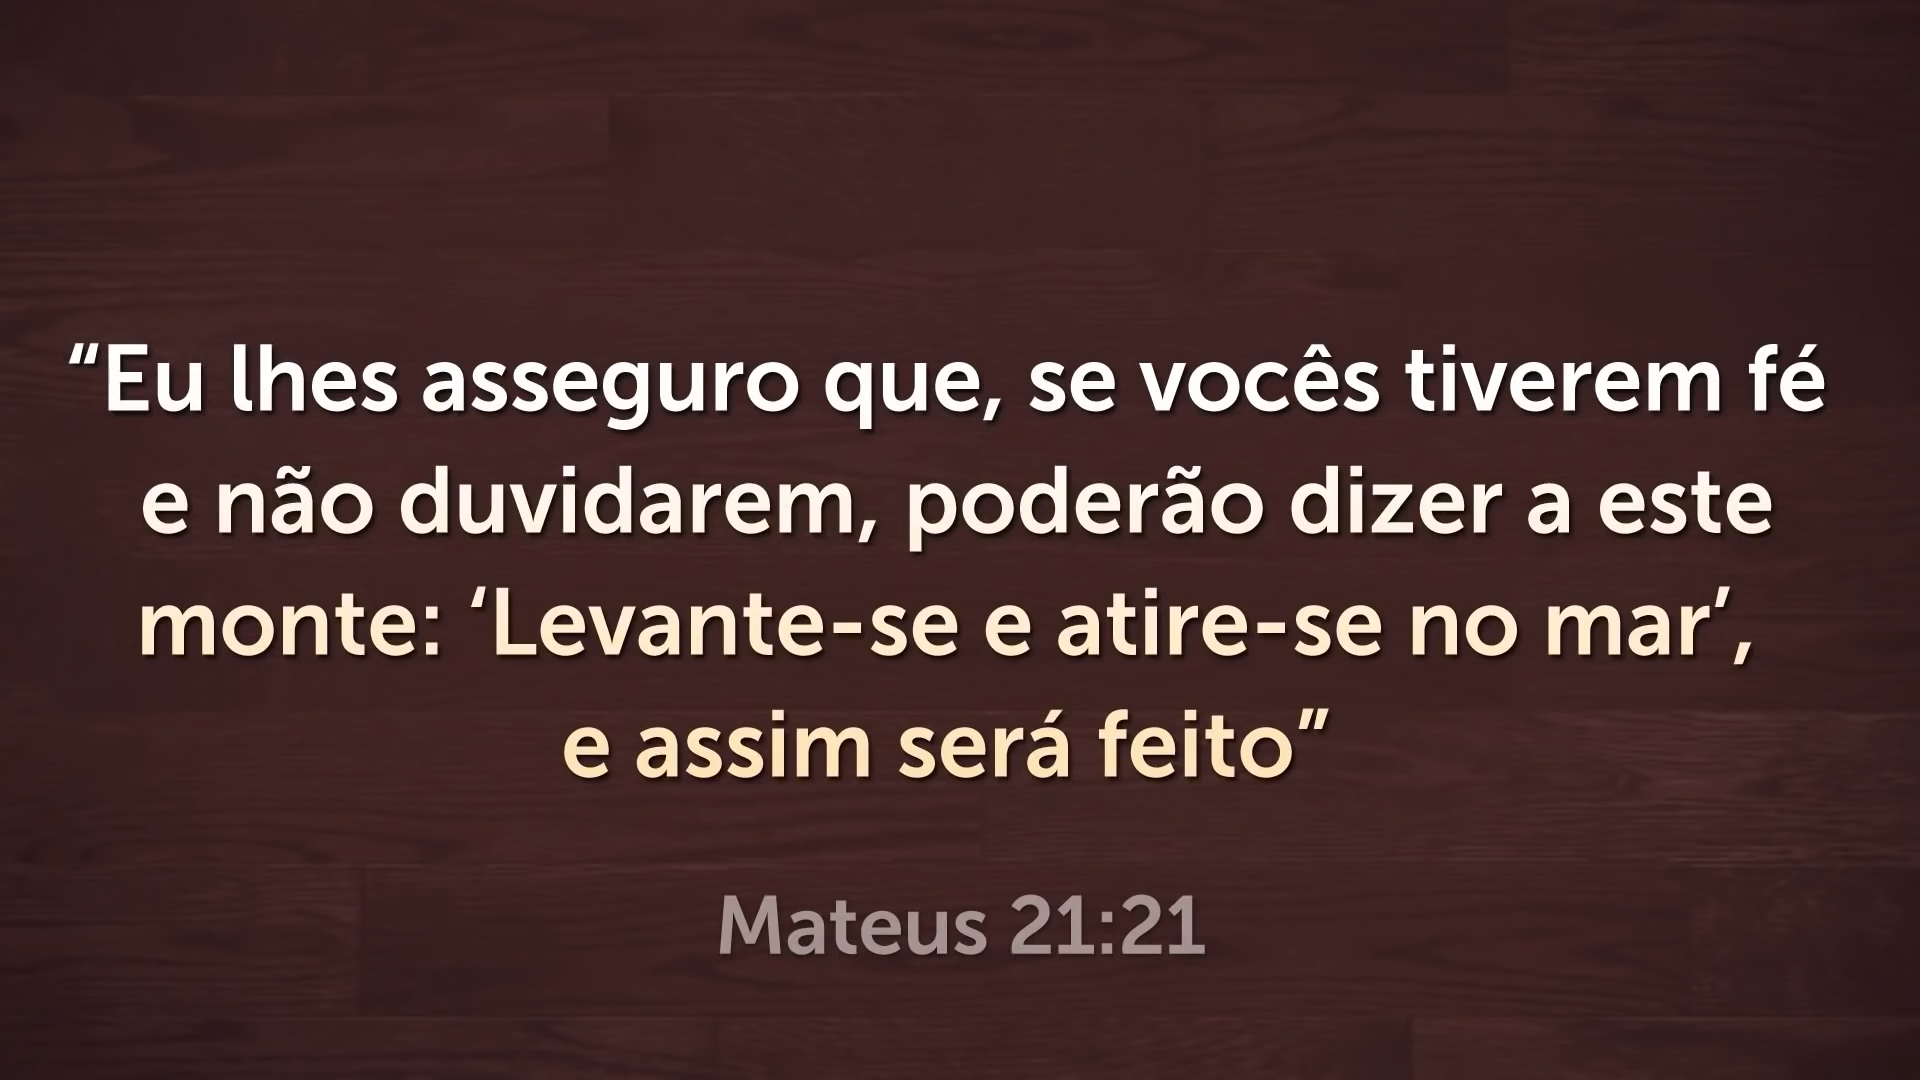 “Eu lhes asseguro que, se vocês tiverem fé
e não duvidarem, poderão dizer a este
monte: ‘Levante-se e atire-se no mar’,
e assim será feito”
Mateus 21:21